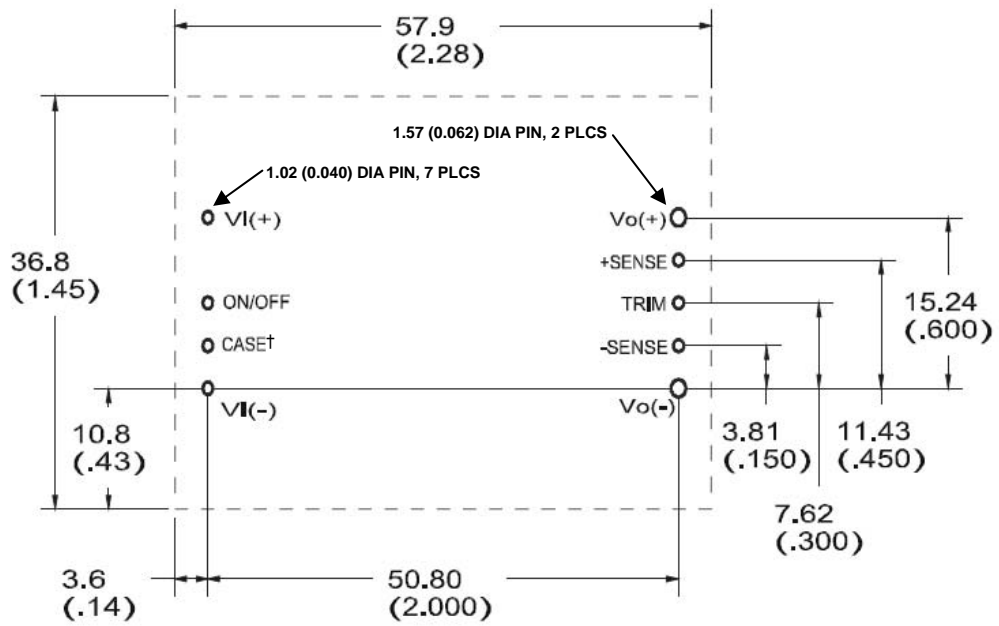 57.9
(2.28)
1.57 (0.062) DIA PIN, 2 PLCS
1.02 (0.040) DIA PIN, 7 PLCS
VI(+)
Vo(+)
+SENSE
36.8
(1.45)
ON/OFF
TRIM
15.24
(.600)
CASE†
-SENSE
VI(-)
Vo(-)
10.8
(.43)
3.81
(.150)
11.43
(.450)
7.62
(.300)
3.6
(.14)
50.80
(2.000)